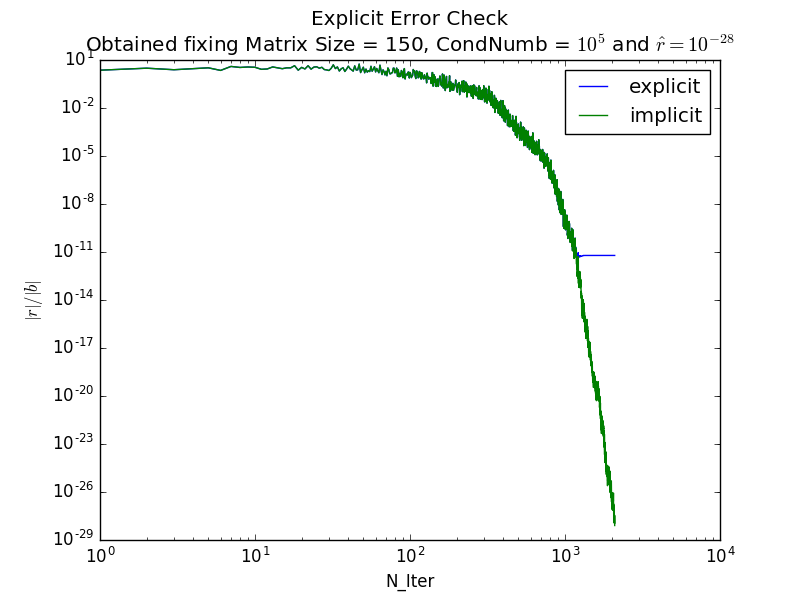 Explicit Error Check
Obtained fixing Matrix Size = 150, CondNumb = 10^5 and r̂ = 10^−28
explicit
implicit
10^1
10^-2
10^-5
10^-8
10^-11
10^-14
10^-17
10^-20
10^-23
10^-26
10^-29
|r|/|b|
10^0 10^1 10^2 10^3 10^4
N_Iter